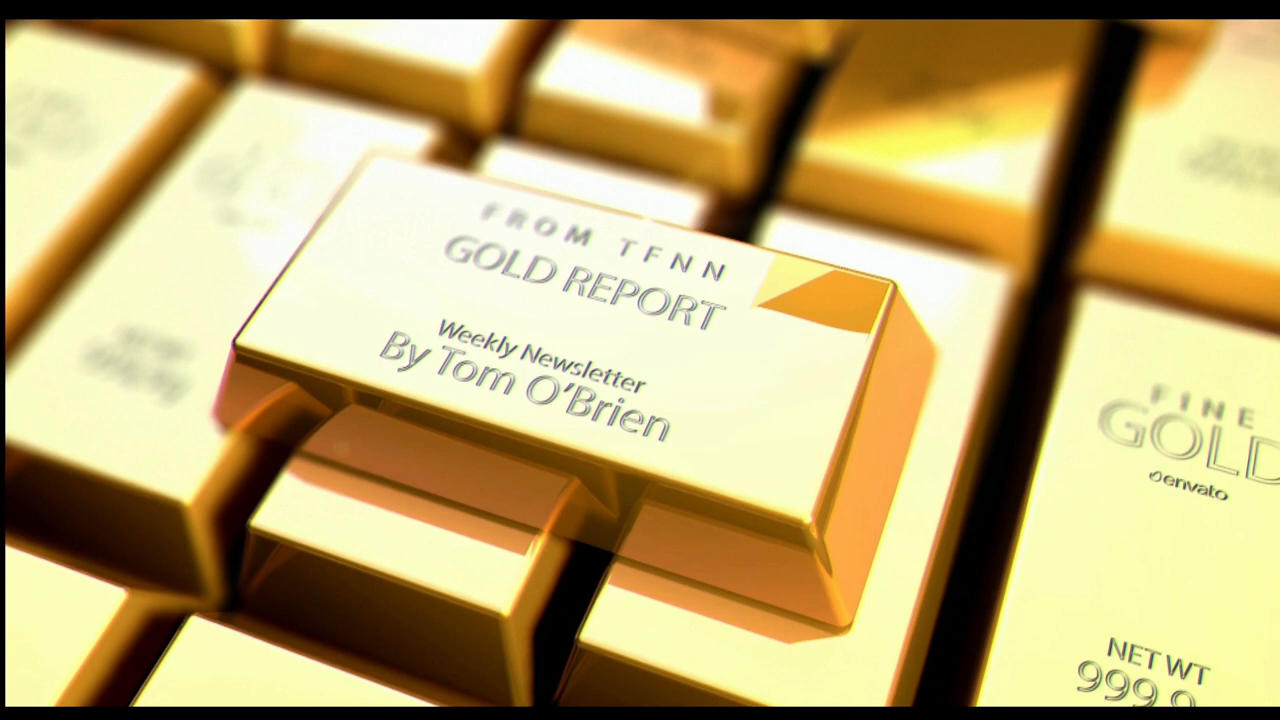 FROM TFNN
GOLD REPORT
Weekly Newsletter
By Tom O'Brien
FINE
GOLD
envato
NET WT
999.9